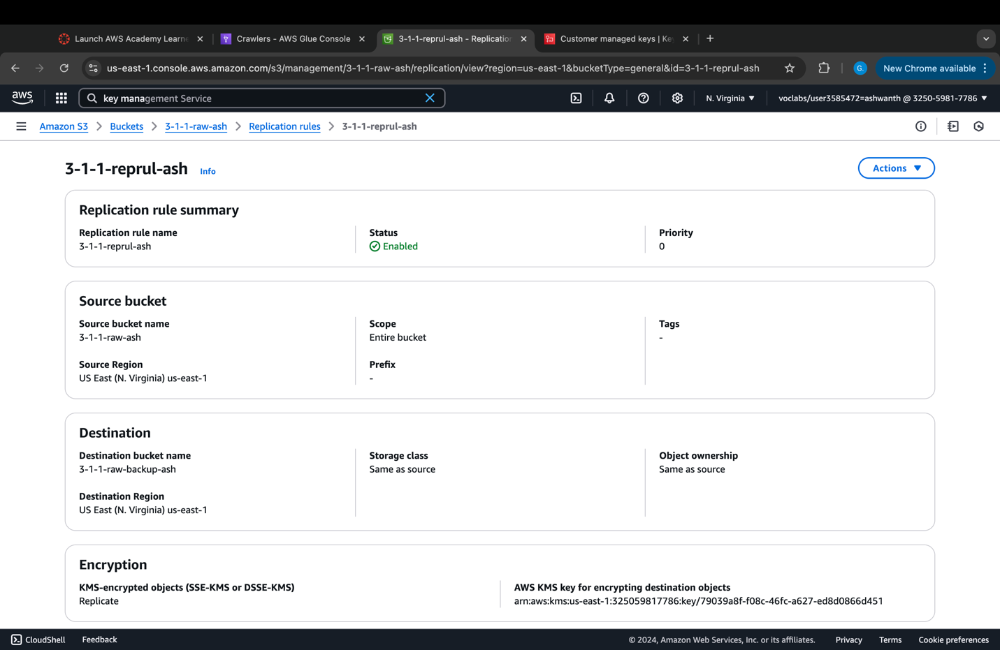 Launch AWS Academy Learne
Crawlers - AWS Glue Console
3-1-1-reprul-ash - Replication
Customer managed keys | Ke
us-east-1.console.aws.amazon.com/s3/management/3-1-1-raw-ash/replication/view?region=us-east-1&bucketType=general&id=3-1-1-reprul-ash
G.
New Chrome available
aws
key management Service
N. Virginia
voclabs/user3585472=ashwanth @ 3250-5981-7786
Amazon S3
Buckets
3-1-1-raw-ash
Replication rules
3-1-1-reprul-ash
3-1-1-reprul-ash
Info
Actions
Replication rule summary
Replication rule name
3-1-1-reprul-ash
Status
Enabled
Priority
0
Source bucket
Source bucket name
3-1-1-raw-ash
Source Region
US East (N. Virginia) us-east-1
Scope
Entire bucket
Prefix
-
Tags
-
Destination
Destination bucket name
3-1-1-raw-backup-ash
Destination Region
US East (N. Virginia) us-east-1
Storage class
Same as source
Object ownership
Same as source
Encryption
KMS-encrypted objects (SSE-KMS or DSSE-KMS)
Replicate
AWS KMS key for encrypting destination objects
arn:aws:kms:us-east-1:325059817786:key/79039a8f-f08c-46fc-a627-ed8d0866d451
CloudShell
Feedback
© 2024, Amazon Web Services, Inc. or its affiliates.
Privacy
Terms
Cookie preferences